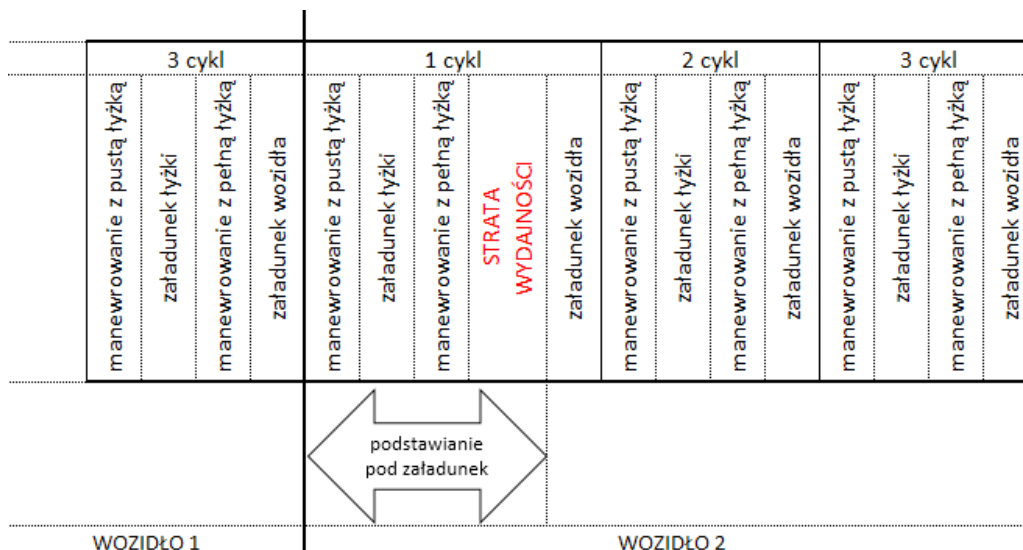 3 cykl
1 cykl
2 cykl
3 cykl
manewrowanie z pustą łyżką
załadunek łyżki
manewrowanie z pełną łyżką
załadunek wozidła
manewrowanie z pustą łyżką
załadunek łyżki
manewrowanie z pełną łyżką
STRATA
WYDAJNOŚCI
załadunek wozidła
manewrowanie z pustą łyżką
załadunek łyżki
manewrowanie z pełną łyżką
załadunek wozidła
manewrowanie z pustą łyżką
załadunek łyżki
manewrowanie z pełną łyżką
załadunek wozidła
podstawianie
pod załadunek
WOZIDŁO 1
WOZIDŁO 2